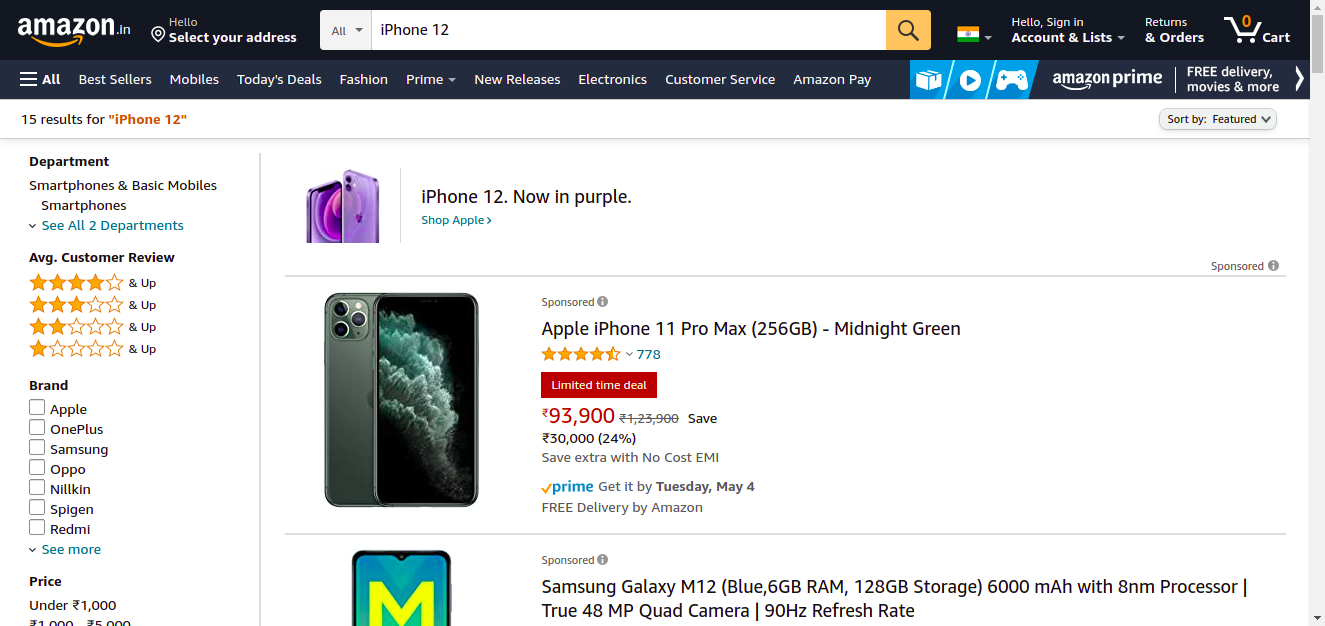 amazon.in
Hello
Select your address
All
iPhone 12
Hello, Sign in
Account & Lists
Returns
& Orders
0
Cart
All
Best Sellers
Mobiles
Today's Deals
Fashion
Prime
New Releases
Electronics
Customer Service
Amazon Pay
amazon prime
FREE delivery,
movies & more
15 results for "iPhone 12"
Sort by: Featured
Department
Smartphones & Basic Mobiles
Smartphones
See All 2 Departments
Avg. Customer Review
& Up
& Up
& Up
& Up
Brand
Apple
OnePlus
Samsung
Oppo
Nillkin
Spigen
Redmi
See more
Price
Under ₹1,000
₹1,000 - ₹5,000
iPhone 12. Now in purple.
Shop Apple
Sponsored
Sponsored
Apple iPhone 11 Pro Max (256GB) - Midnight Green
778
Limited time deal
₹93,900 ₹1,23,900 Save
₹30,000 (24%)
Save extra with No Cost EMI
prime Get it by Tuesday, May 4
FREE Delivery by Amazon
Sponsored
M
Samsung Galaxy M12 (Blue,6GB RAM, 128GB Storage) 6000 mAh with 8nm Processor |
True 48 MP Quad Camera | 90Hz Refresh Rate